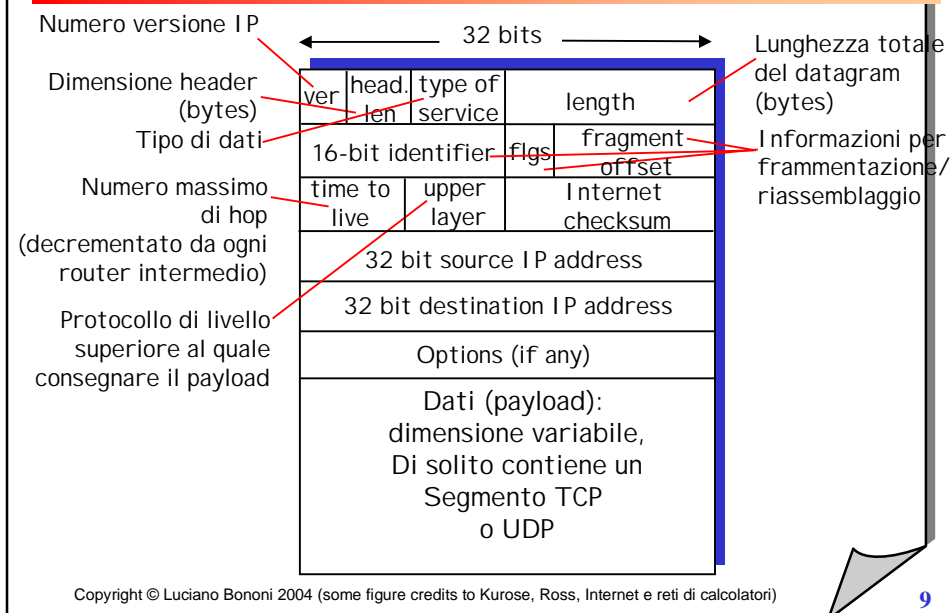 Numero versione IP
32 bits
Lunghezza totale
del datagram
(bytes)
Dimensione header
(bytes)
Tipo di dati
ver
head.
len
type of
service
length
16-bit identifier
flgs
fragment
offset
Informazioni per
frammentazione/
riassemblaggio
Numero massimo
di hop
(decrementato da ogni
router intermedio)
time to
live
upper
layer
Internet
checksum
32 bit source IP address
32 bit destination IP address
Protocollo di livello
superiore al quale
consegnare il payload
Options (if any)
Dati (payload):
dimensione variabile,
Di solito contiene un
Segmento TCP
o UDP
Copyright © Luciano Bononi 2004 (some figure credits to Kurose, Ross, Internet e reti di calcolatori)
9